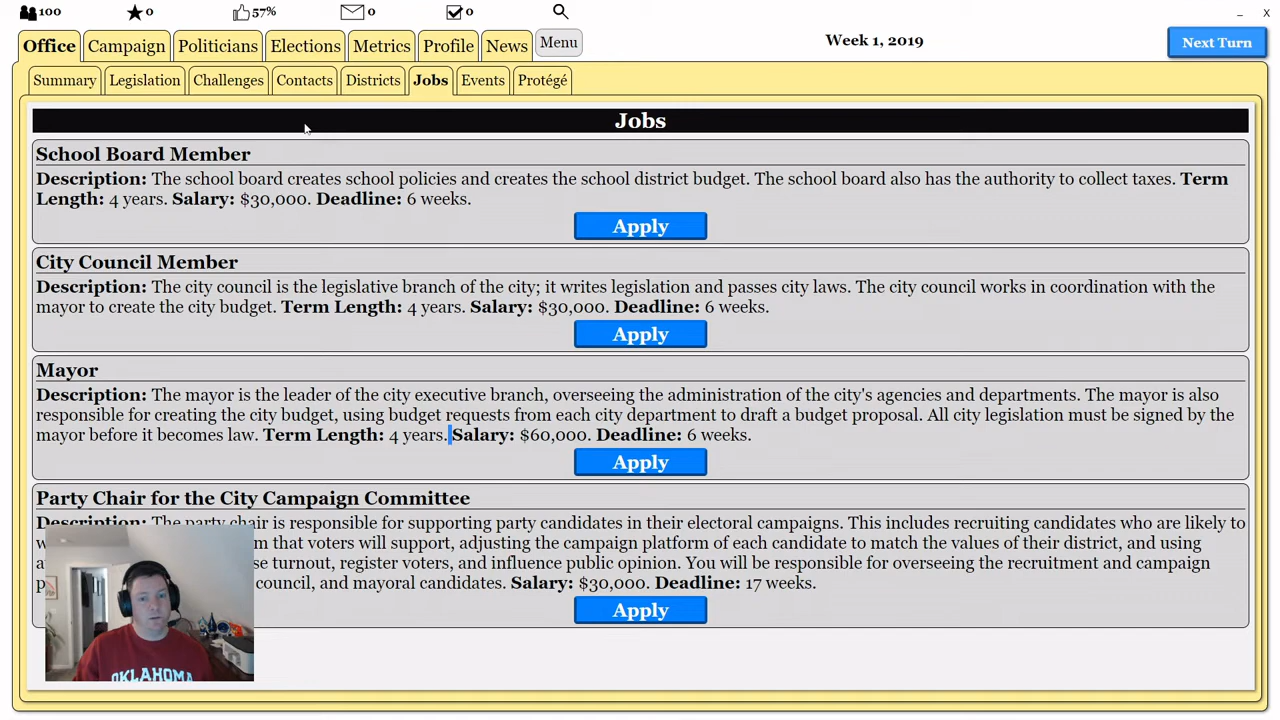 100 0 57% 0 0
_ X
Office Campaign Politicians Elections Metrics Profile News Menu
Week 1, 2019
Next Turn
Summary Legislation Challenges Contacts Districts Jobs Events Protégé
Jobs
School Board Member
Description: The school board creates school policies and creates the school district budget. The school board also has the authority to collect taxes. Term
Length: 4 years. Salary: $30,000. Deadline: 6 weeks.
Apply
City Council Member
Description: The city council is the legislative branch of the city; it writes legislation and passes city laws. The city council works in coordination with the
mayor to create the city budget. Term Length: 4 years. Salary: $30,000. Deadline: 6 weeks.
Apply
Mayor
Description: The mayor is the leader of the city executive branch, overseeing the administration of the city's agencies and departments. The mayor is also
responsible for creating the city budget, using budget requests from each city department to draft a budget proposal. All city legislation must be signed by the
mayor before it becomes law. Term Length: 4 years. Salary: $60,000. Deadline: 6 weeks.
Apply
Party Chair for the City Campaign Committee
Description: The party chair is responsible for supporting party candidates in their electoral campaigns. This includes recruiting candidates who are likely to
that voters will support, adjusting the campaign platform of each candidate to match the values of their district, and using
turnout, register voters, and influence public opinion. You will be responsible for overseeing the recruitment and campaign
council, and mayoral candidates. Salary: $30,000. Deadline: 17 weeks.
Apply
OKLAHOMA